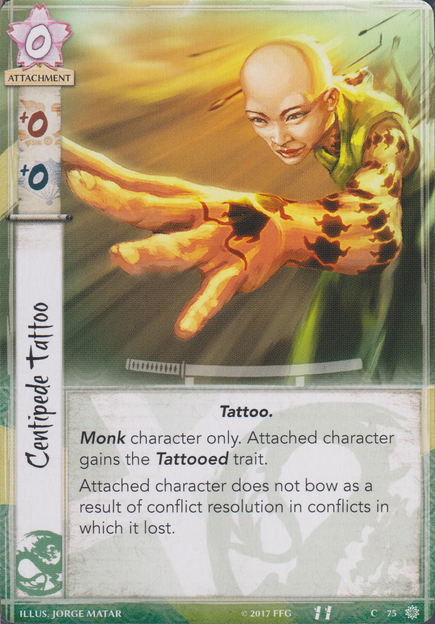 0
ATTACHMENT
+0
+0
Centipede Tattoo
Tattoo.
Monk character only. Attached character
gains the Tattooed trait.
Attached character does not bow as a
result of conflict resolution in conflicts in
which it lost.
ILLUS. JORGE MATAR
© 2017 FFG
C 75